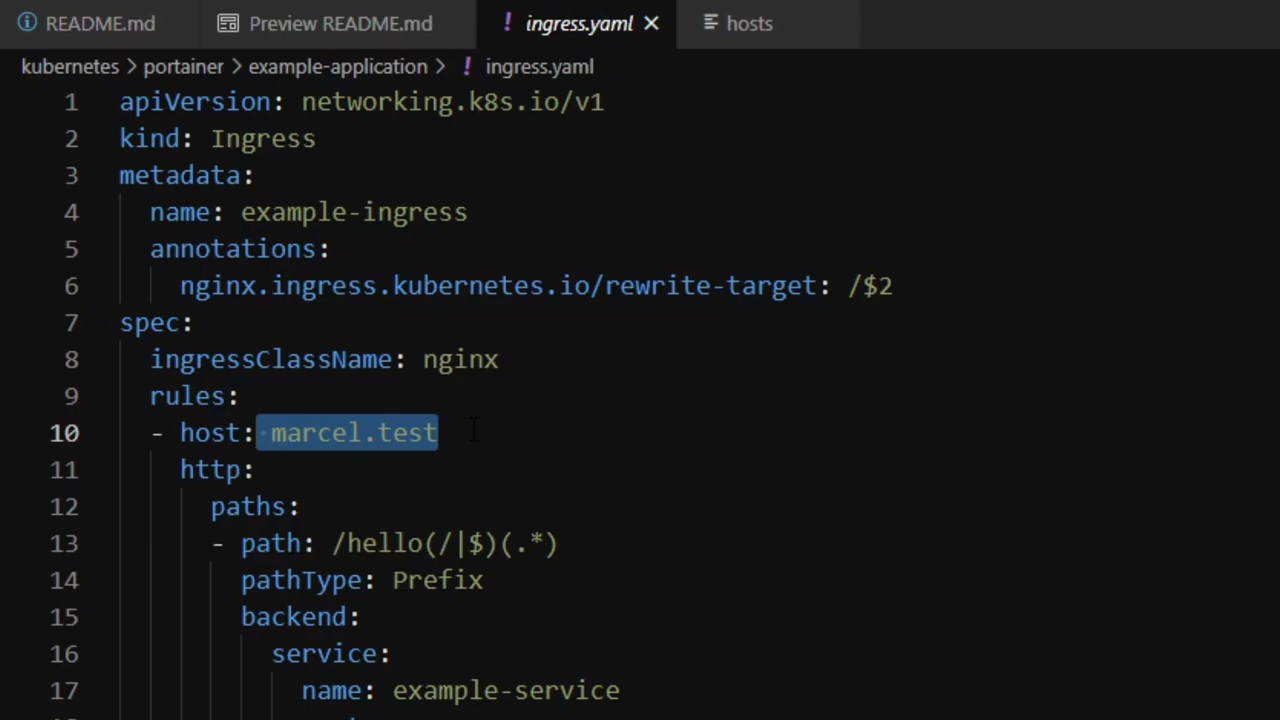 README.md Preview README.md ! ingress.yaml × hosts
kubernetes > portainer > example-application > ! ingress.yaml
1 apiVersion: networking.k8s.io/v1
2 kind: Ingress
3 metadata:
4 name: example-ingress
5 annotations:
6 nginx.ingress.kubernetes.io/rewrite-target: /$2
7 spec:
8 ingressClassName: nginx
9 rules:
10 - host: marcel.test
11 http:
12 paths:
13 - path: /hello(/|$)(.*)
14 pathType: Prefix
15 backend:
16 service:
17 name: example-service